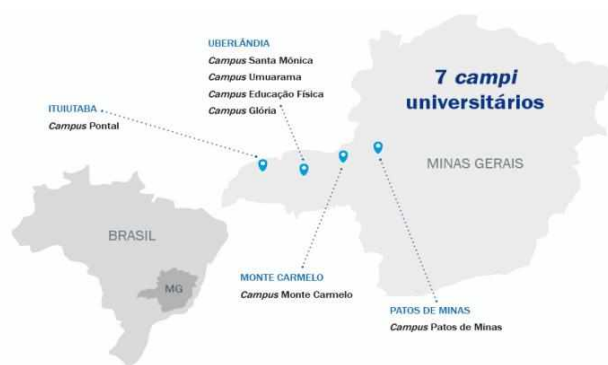 UBERLÂNDIA
Campus Santa Mônica
Campus Umuarama
Campus Educação Física
Campus Glória
7 campi
universitários
ITUIUTABA
Campus Pontal
MINAS GERAIS
BRASIL
MG
MONTE CARMELO
Campus Monte Carmelo
PATOS DE MINAS
Campus Patos de Minas